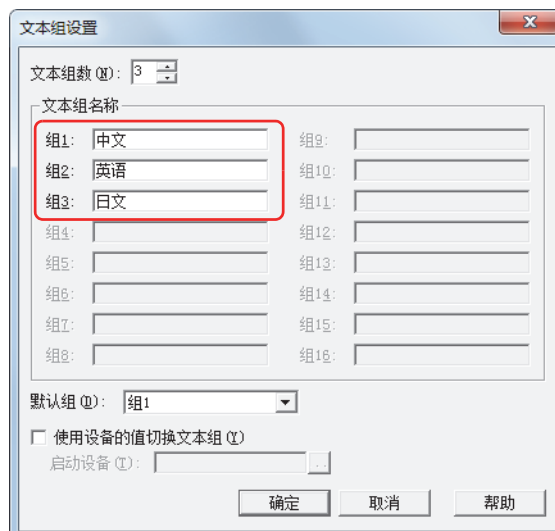 文本组设置
文本组数(N): 3
文本组名称
组1: 中文
组2: 英语
组3: 日文
组4:
组5:
组6:
组7:
组8:
组9:
组10:
组11:
组12:
组13:
组14:
组15:
组16:
默认组(D): 组1
使用设备的值切换文本组(Y)
启动设备(T): ..
确定 取消 帮助